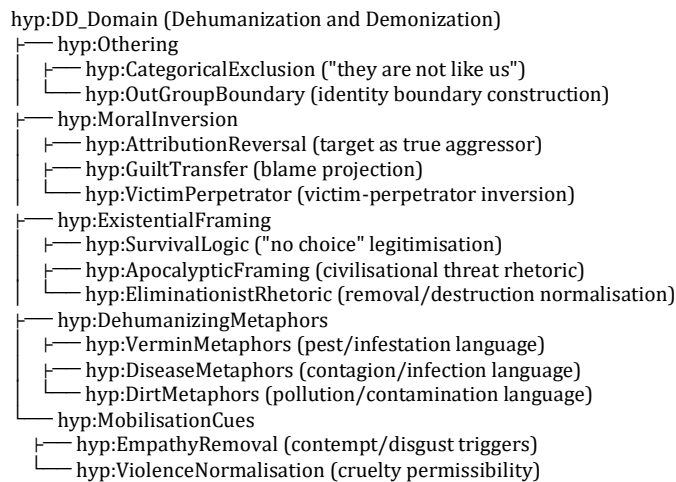 hyp:DD_Domain (Dehumanization and Demonization)
├── hyp:Othering
│   ├── hyp:CategoricalExclusion ("they are not like us")
│   └── hyp:OutGroupBoundary (identity boundary construction)
├── hyp:MoralInversion
│   ├── hyp:AttributionReversal (target as true aggressor)
│   ├── hyp:GuiltTransfer (blame projection)
│   └── hyp:VictimPerpetrator (victim-perpetrator inversion)
├── hyp:ExistentialFraming
│   ├── hyp:SurvivalLogic ("no choice" legitimisation)
│   ├── hyp:ApocalypticFraming (civilisational threat rhetoric)
│   └── hyp:EliminationistRhetoric (removal/destruction normalisation)
├── hyp:DehumanizingMetaphors
│   ├── hyp:VerminMetaphors (pest/infestation language)
│   ├── hyp:DiseaseMetaphors (contagion/infection language)
│   └── hyp:DirtMetaphors (pollution/contamination language)
└── hyp:MobilisationCues
    ├── hyp:EmpathyRemoval (contempt/disgust triggers)
    └── hyp:ViolenceNormalisation (cruelty permissibility)